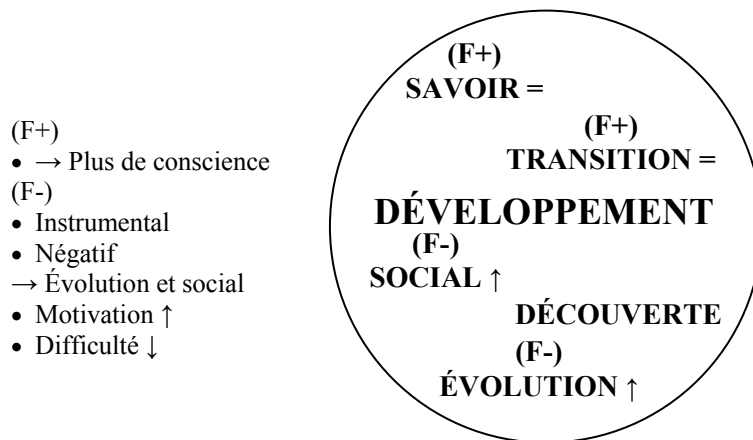 (F+)
• → Plus de conscience
(F-)
• Instrumental
• Négatif
→ Évolution et social
• Motivation ↑
• Difficulté ↓
(F+)
SAVOIR =
(F+)
TRANSITION =
DÉVELOPPEMENT
(F-)
SOCIAL ↑
DÉCOUVERTE
(F-)
ÉVOLUTION ↑